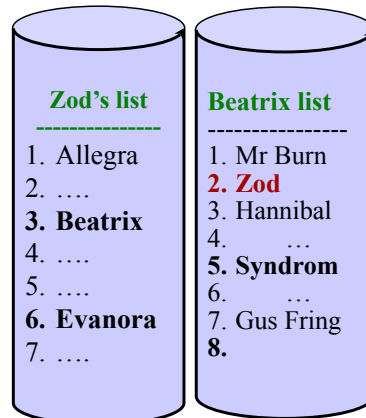 Zod's list
---------------
1. Allegra
2. ….
3. Beatrix
4. ….
5. ….
6. Evanora
7. ….
Beatrix list
----------------
1. Mr Burn
2. Zod
3. Hannibal
4. …
5. Syndrom
6. …
7. Gus Fring
8.